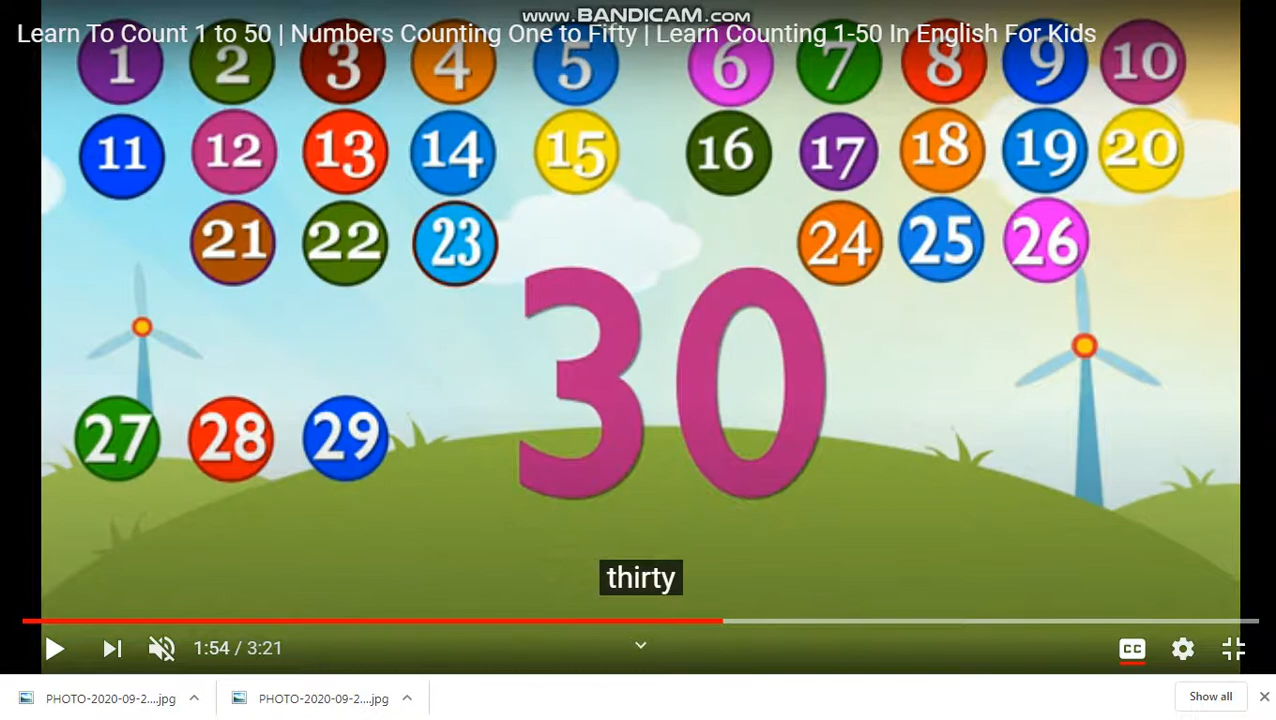 www.BANDICAM.com
Learn To Count 1 to 50 | Numbers Counting One to Fifty | Learn Counting 1-50 In English For Kids
1 2 3 4 5 6 7 8 9 10
11 12 13 14 15 16 17 18 19 20
21 22 23 24 25 26
30
27 28 29
thirty
1:54 / 3:21
CC
PHOTO-2020-09-2....jpg PHOTO-2020-09-2....jpg Show all